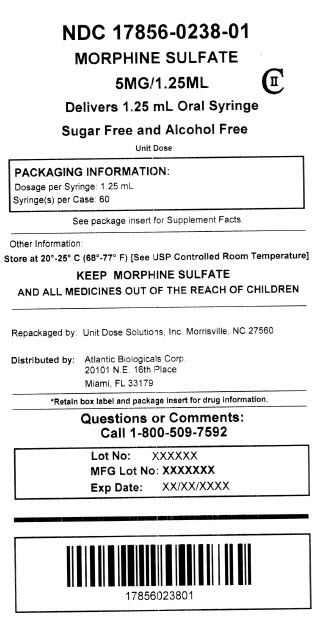 NDC 17856-0238-01
MORPHINE SULFATE
5MG/1.25ML
CII
Delivers 1.25 mL Oral Syringe
Sugar Free and Alcohol Free
Unit Dose
PACKAGING INFORMATION:
Dosage per Syringe: 1.25 mL
Syringe(s) per Case: 60
See package insert for Supplement Facts
Other Information:
Store at 20°-25° C (68°-77° F) [See USP Controlled Room Temperature]
KEEP MORPHINE SULFATE
AND ALL MEDICINES OUT OF THE REACH OF CHILDREN
Repackaged by: Unit Dose Solutions, Inc. Morrisville, NC 27560
Distributed by: Atlantic Biologicals Corp.
20101 N.E. 16th Place
Miami, FL 33179
*Retain box label and package insert for drug information.
Questions or Comments:
Call 1-800-509-7592
Lot No: XXXXXX
MFG Lot No: XXXXXXX
Exp Date: XX/XX/XXXX
17856023801